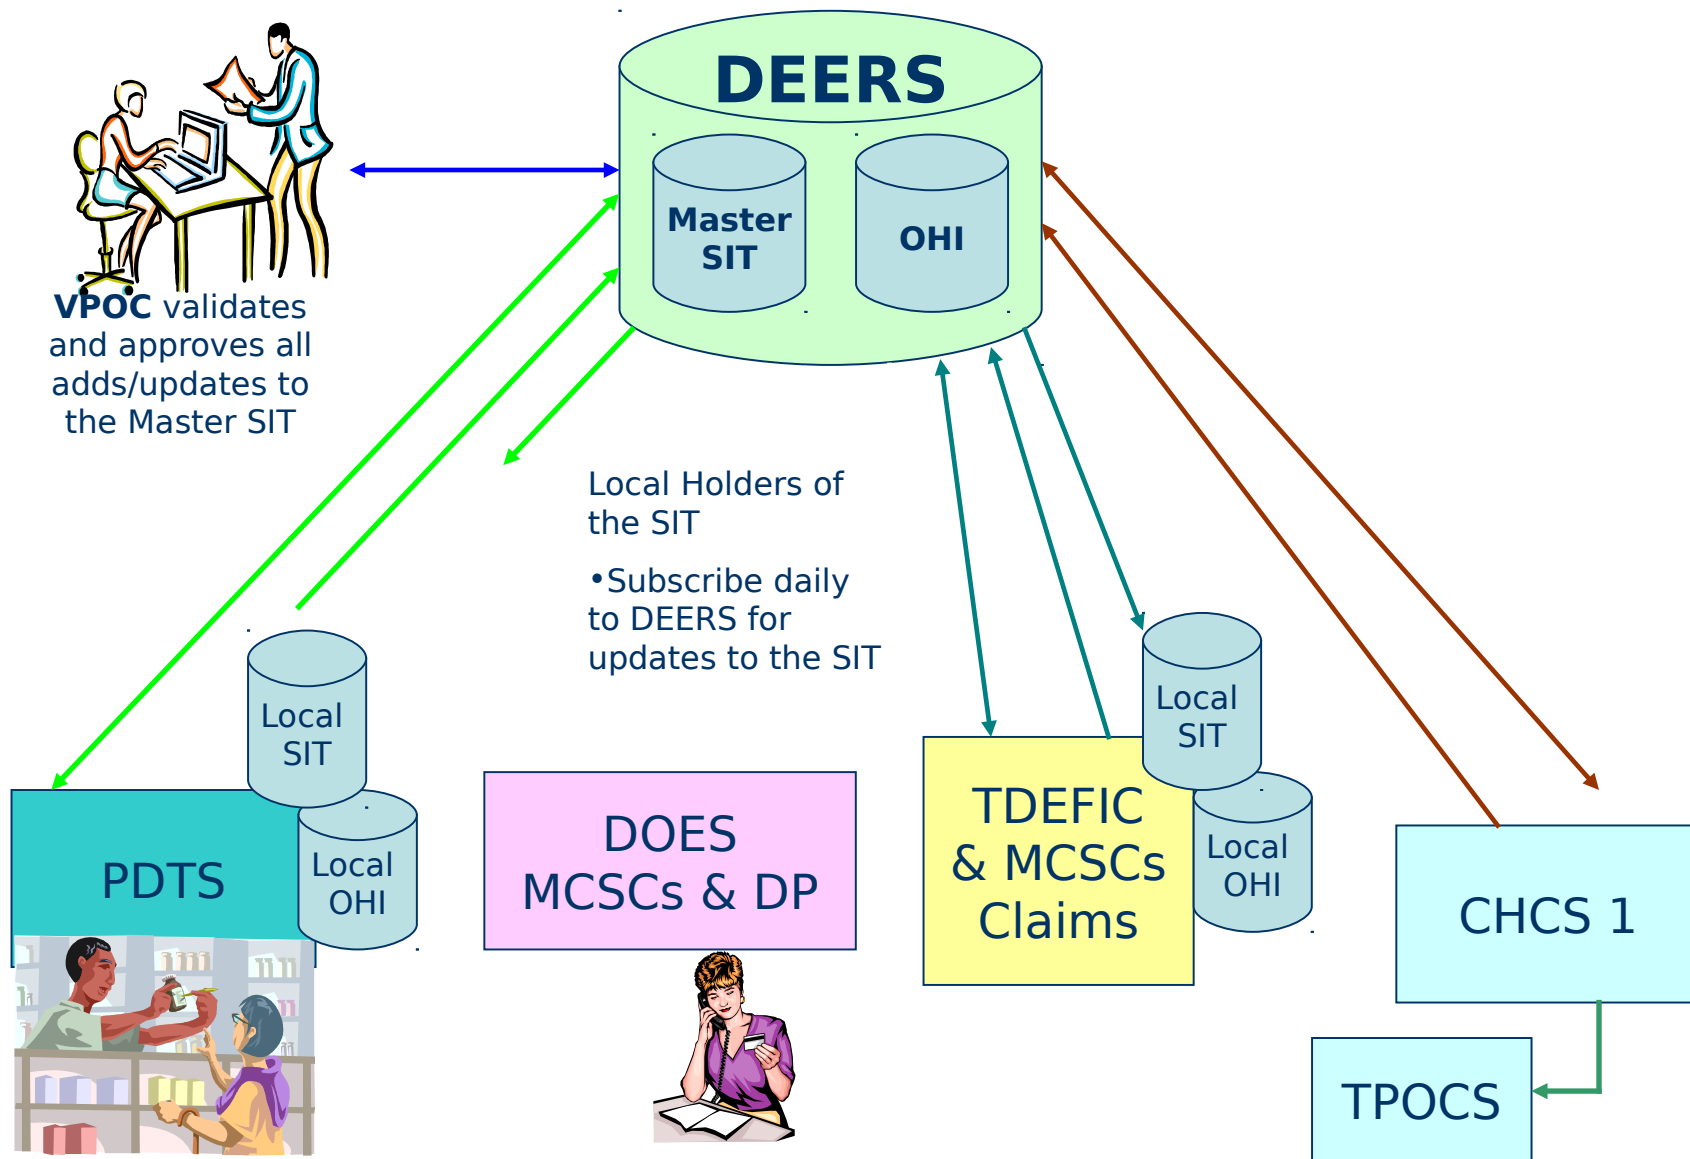 DEERS
Master
SIT
OHI
VPOC validates
and approves all
adds/updates to
the Master SIT
Local Holders of
the SIT
•Subscribe daily
to DEERS for
updates to the SIT
Local
SIT
Local
OHI
PDTS
DOES
MCSCs & DP
TDEFIC
& MCSCs
Claims
Local
SIT
Local
OHI
CHCS 1
TPOCS